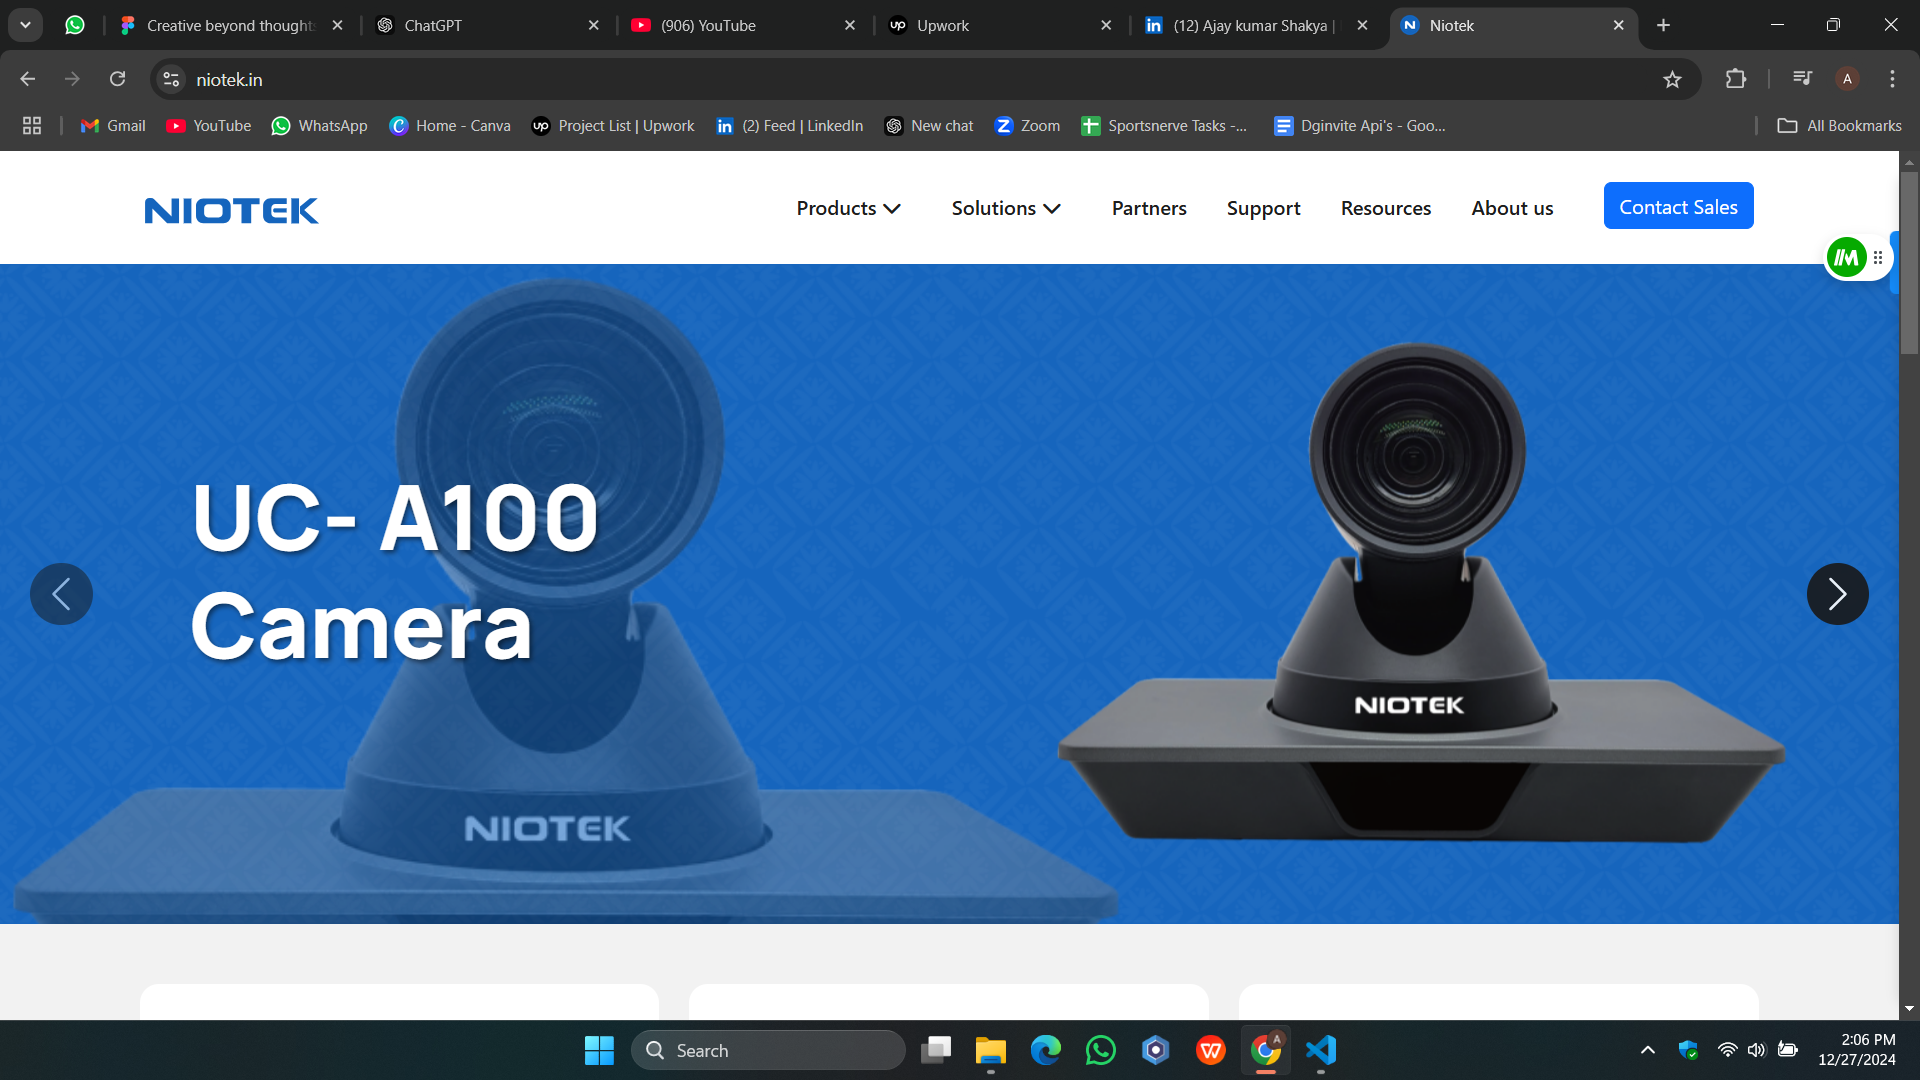 Creative beyond thought
ChatGPT
(906) YouTube
Upwork
(12) Ajay kumar Shakya |
Niotek
niotek.in
A
Gmail
YouTube
WhatsApp
Home - Canva
Project List | Upwork
(2) Feed | LinkedIn
New chat
Zoom
Sportsnerve Tasks -...
Dginvite Api's - Goo...
All Bookmarks
NIOTEK
Products
Solutions
Partners
Support
Resources
About us
Contact Sales
UC- A100
Camera
NIOTEK
NIOTEK
Search
2:06 PM
12/27/2024